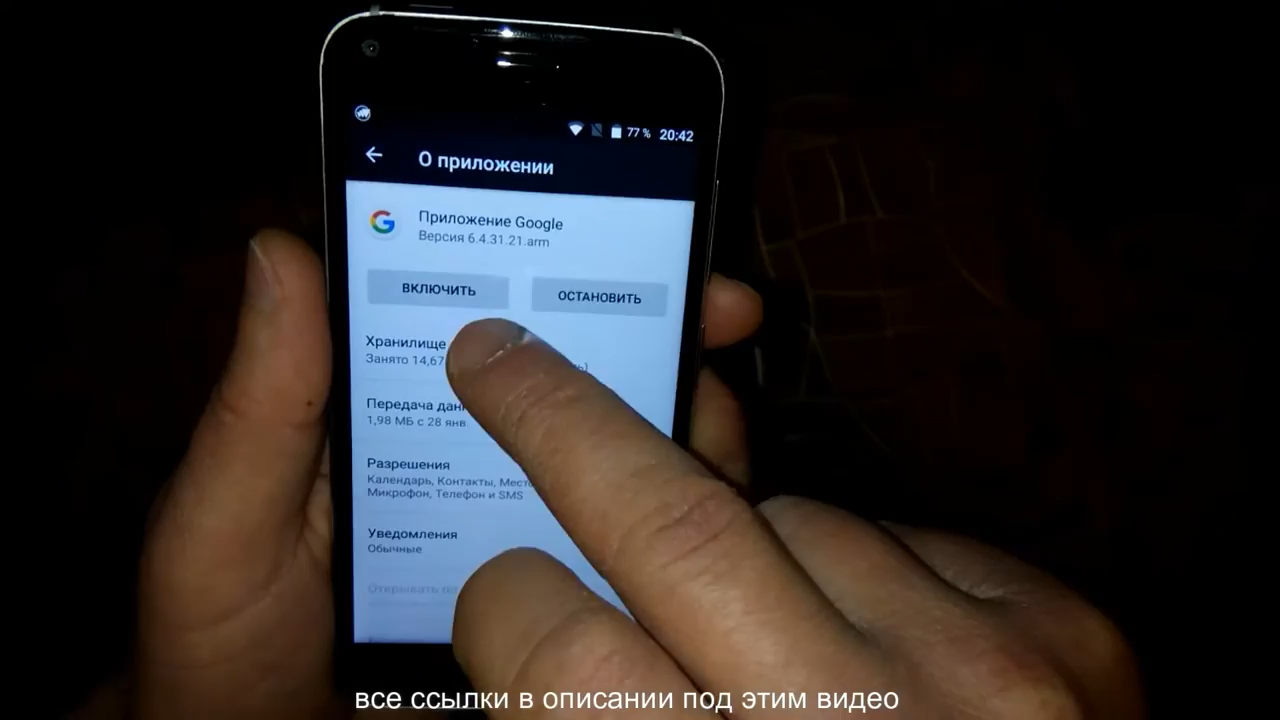 77 % 20:42
О приложении
Приложение Google
Версия 6.4.31.21.arm
ВКЛЮЧИТЬ
ОСТАНОВИТЬ
Хранилище
Занято 14,67
Передача
1,98 МБ с 28 янв.
Разрешения
Календарь, Контакты,
Микрофон, Телефон и SMS
Уведомления
Обычные
все ссылки в описании под этим видео